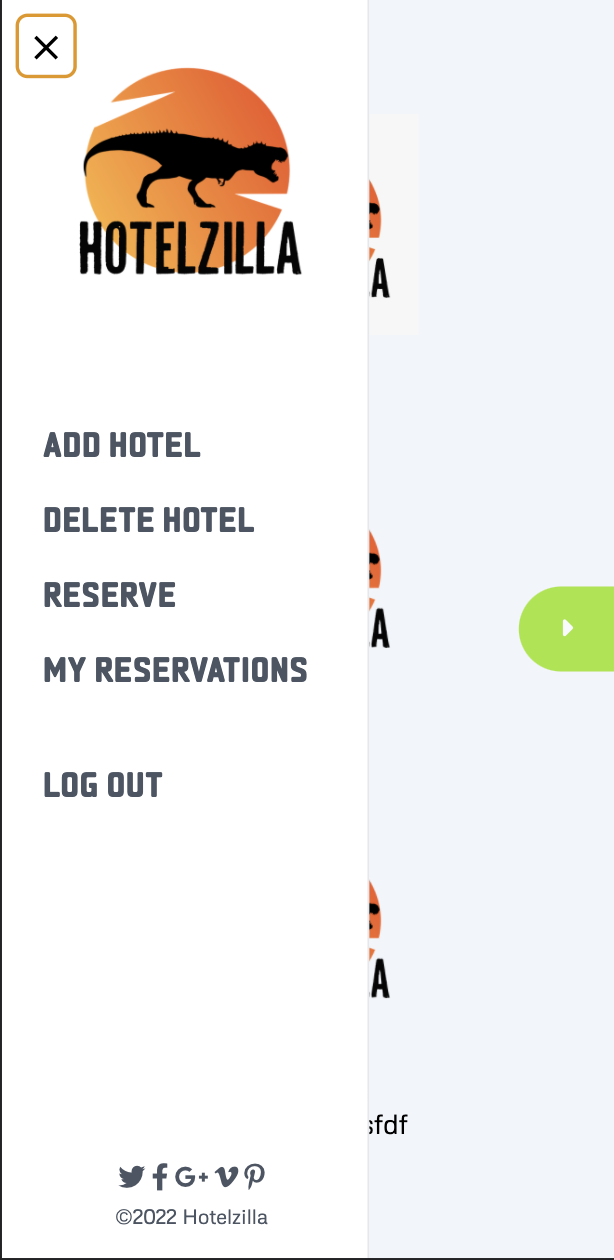 HOTELZILLA
ADD HOTEL
DELETE HOTEL
RESERVE
MY RESERVATIONS
LOG OUT
©2022 Hotelzilla
A
A
A
sfdf